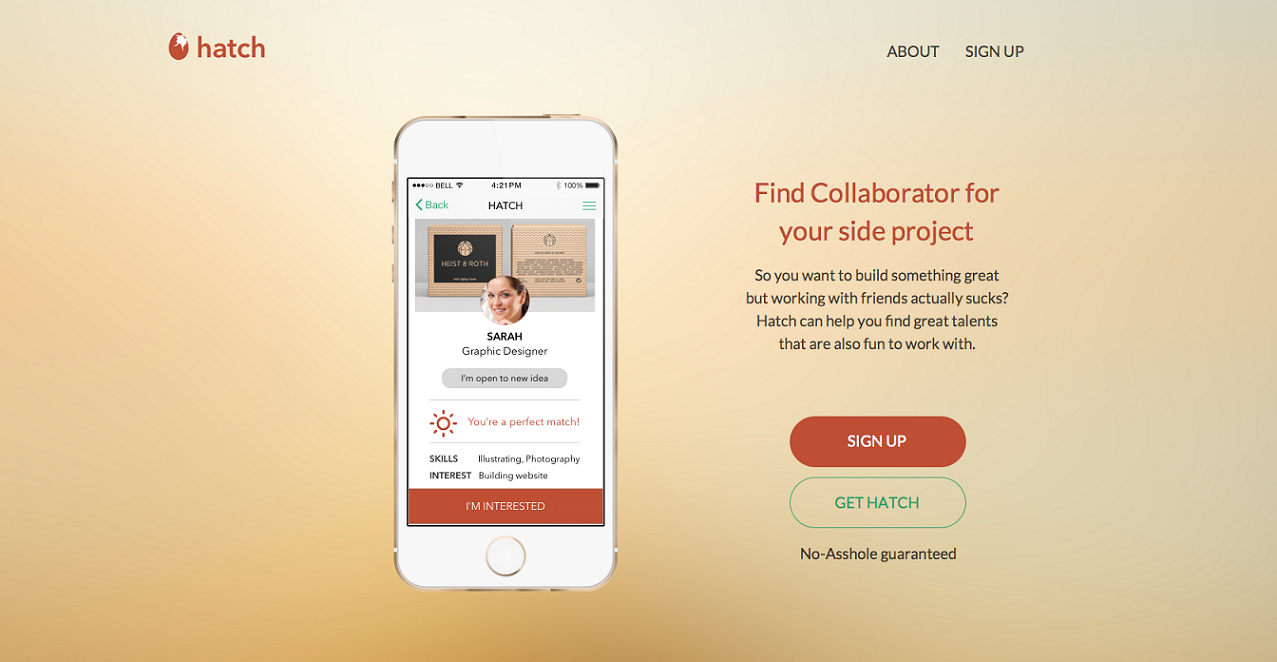 hatch
ABOUT SIGN UP
BELL 4:21PM 100%
Back HATCH
HEIST & ROTH
SARAH
Graphic Designer
I'm open to new idea
You're a perfect match!
SKILLS Illustrating, Photography
INTEREST Building website
I'M INTERESTED
Find Collaborator for
your side project
So you want to build something great
but working with friends actually sucks?
Hatch can help you find great talents
that are also fun to work with.
SIGN UP
GET HATCH
No-Asshole guaranteed